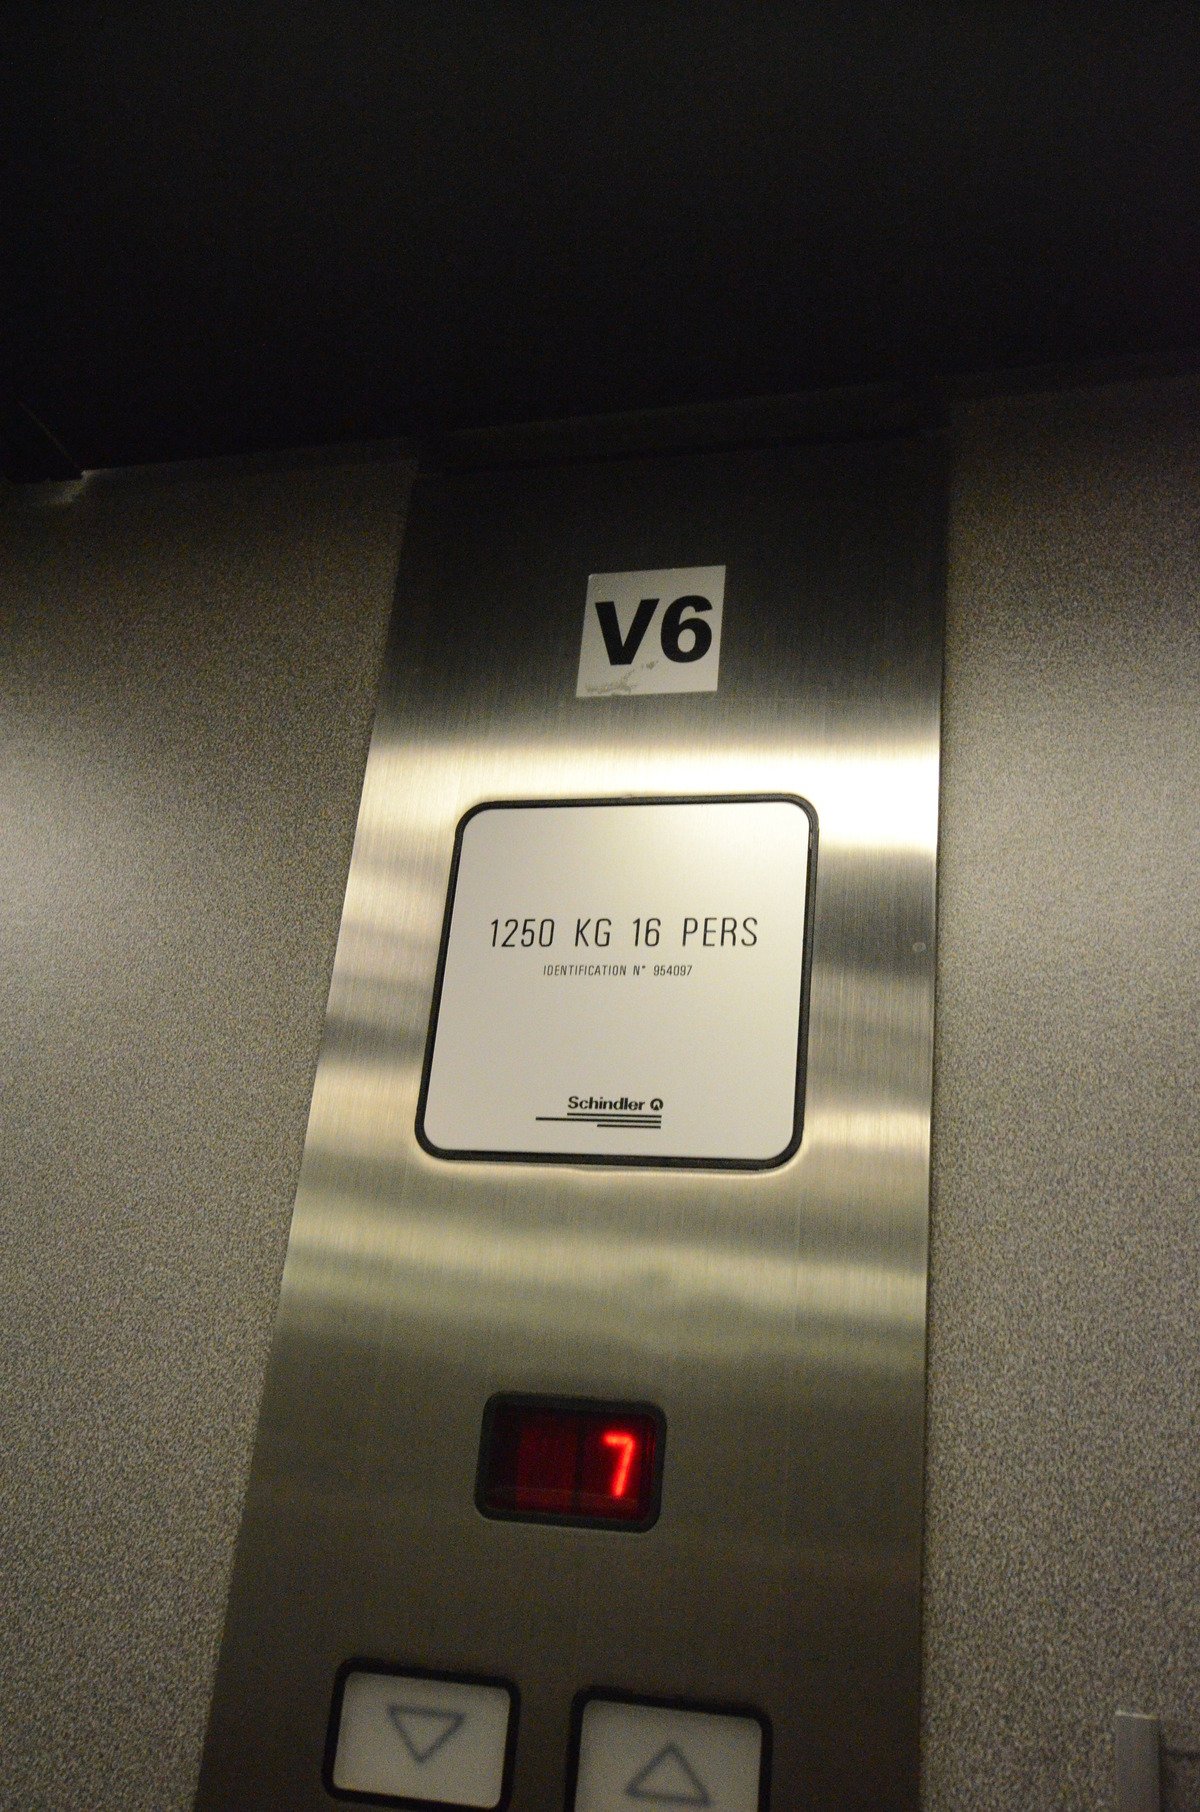 V6
1250 KG 16 PERS
IDENTIFICATION N° 954097
Schindler
7